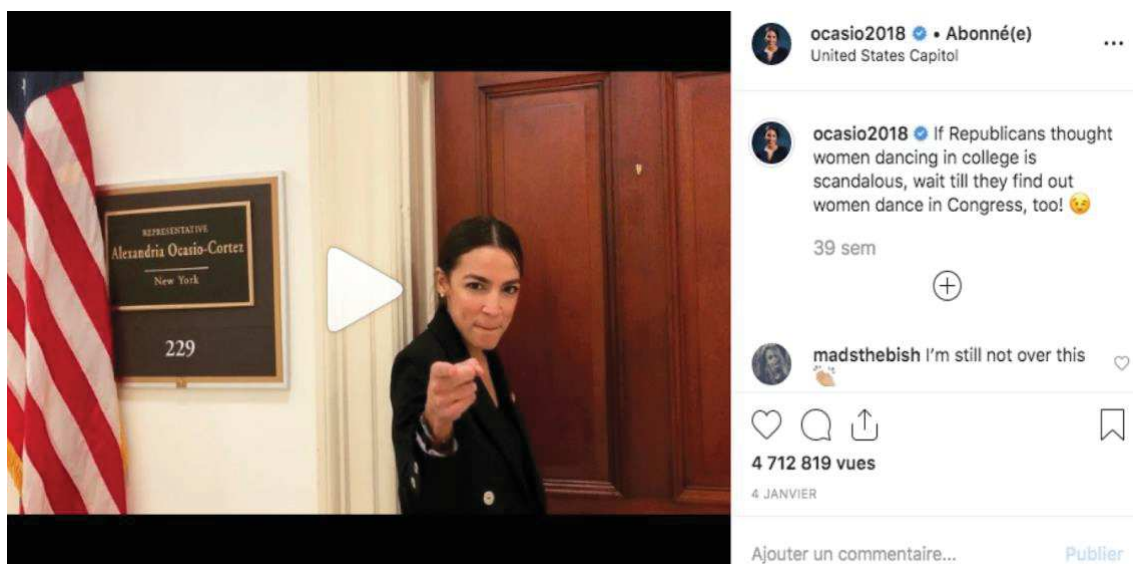 REPRESENTATIVE
Alexandria Ocasio-Cortez
New York
229
ocasio2018 • Abonné(e)
United States Capitol
ocasio2018 If Republicans thought
women dancing in college is
scandalous, wait till they find out
women dance in Congress, too! 😉
39 sem
madsthebish I'm still not over this
👏🏼
4 712 819 vues
4 JANVIER
Ajouter un commentaire...
Publier